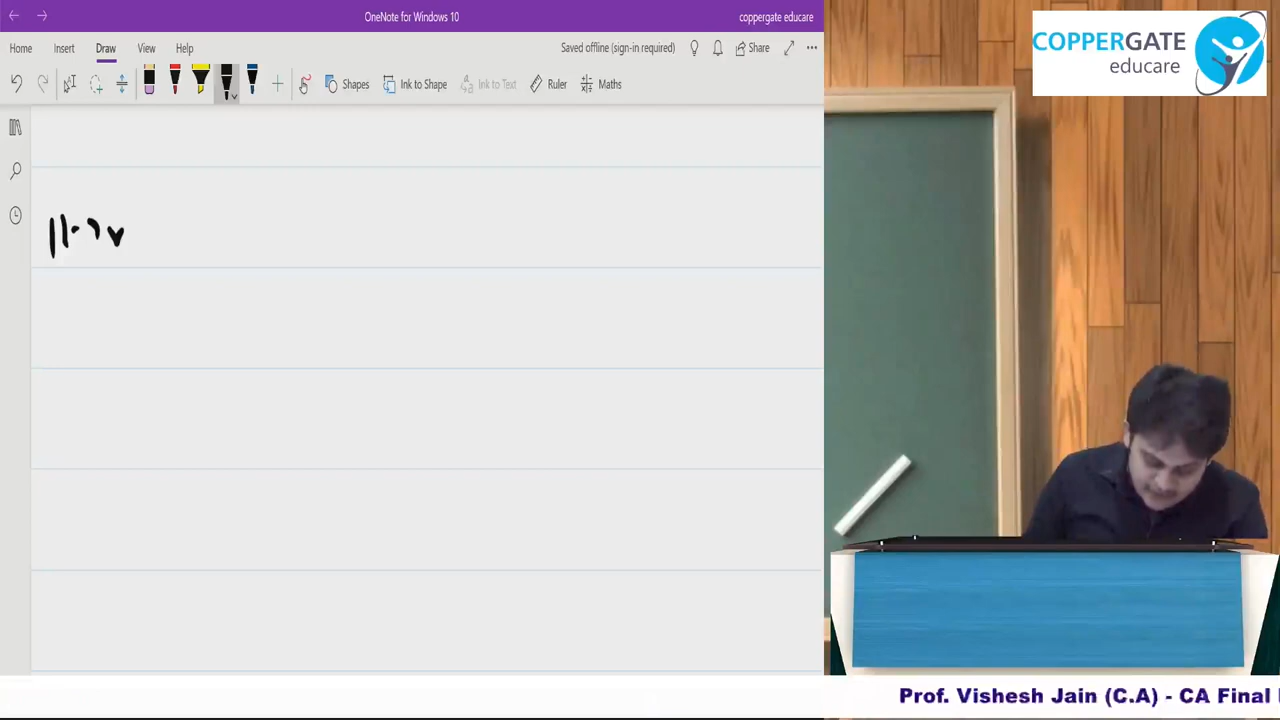 OneNote for Windows 10
coppergate educare
Home Insert Draw View Help
Saved offline (sign-in required)
Share
Shapes
Ink to Shape
Ink to Text
Ruler
Maths
COPPERGATE
educare
Prof. Vishesh Jain (C.A) - CA Final